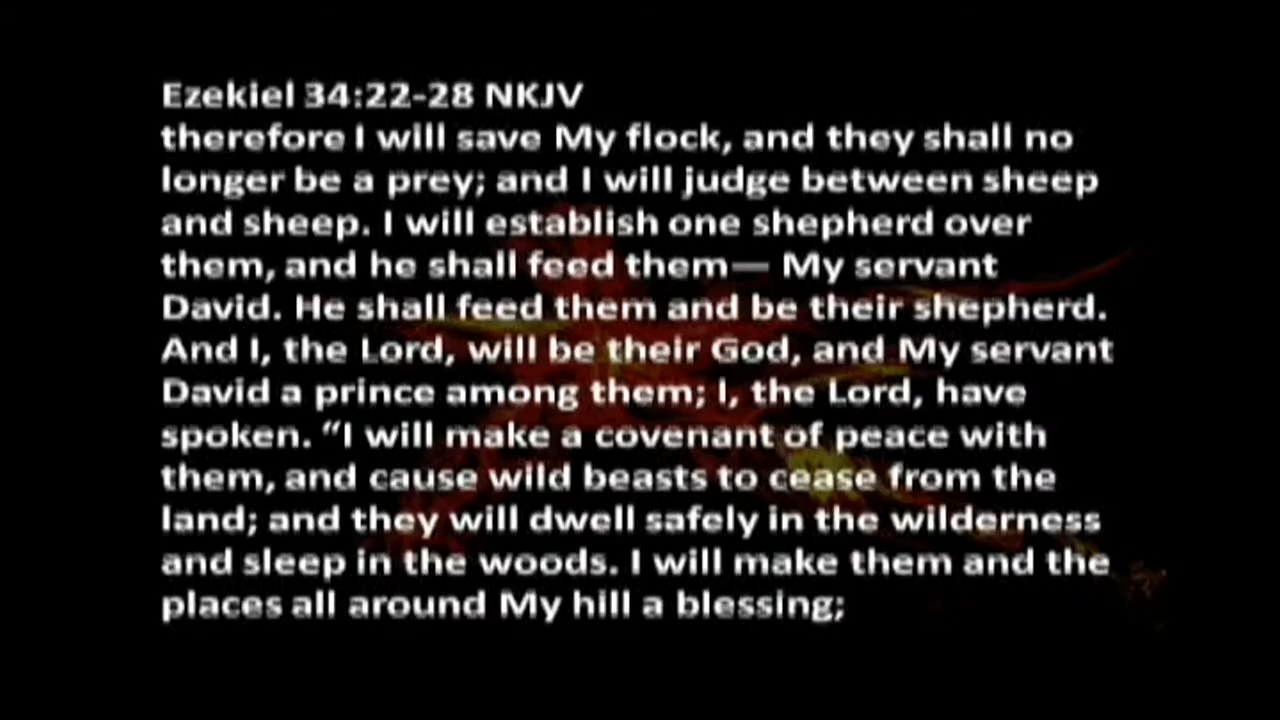 Ezekiel 34:22-28 NKJV
therefore I will save My flock, and they shall no
longer be a prey; and I will judge between sheep
and sheep. I will establish one shepherd over
them, and he shall feed them— My servant
David. He shall feed them and be their shepherd.
And I, the Lord, will be their God, and My servant
David a prince among them; I, the Lord, have
spoken. “I will make a covenant of peace with
them, and cause wild beasts to cease from the
land; and they will dwell safely in the wilderness
and sleep in the woods. I will make them and the
places all around My hill a blessing;